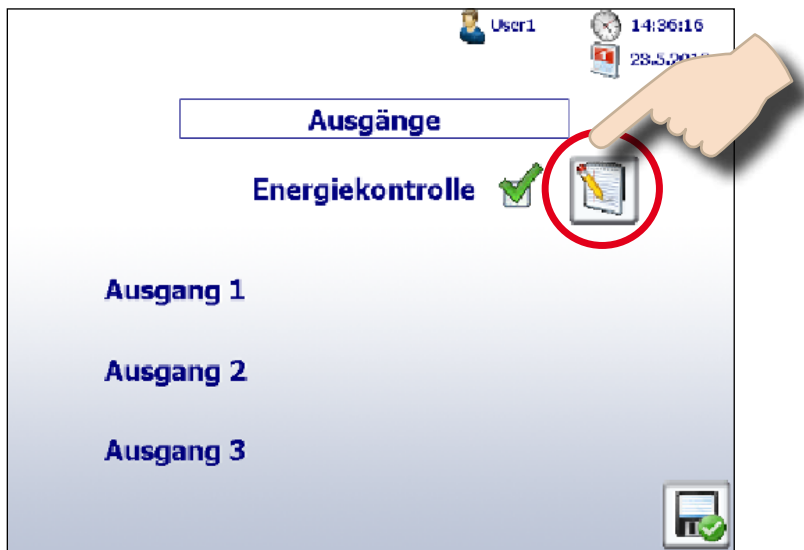 User1 14:36:16
Ausgänge
Energiekontrolle
Ausgang 1
Ausgang 2
Ausgang 3